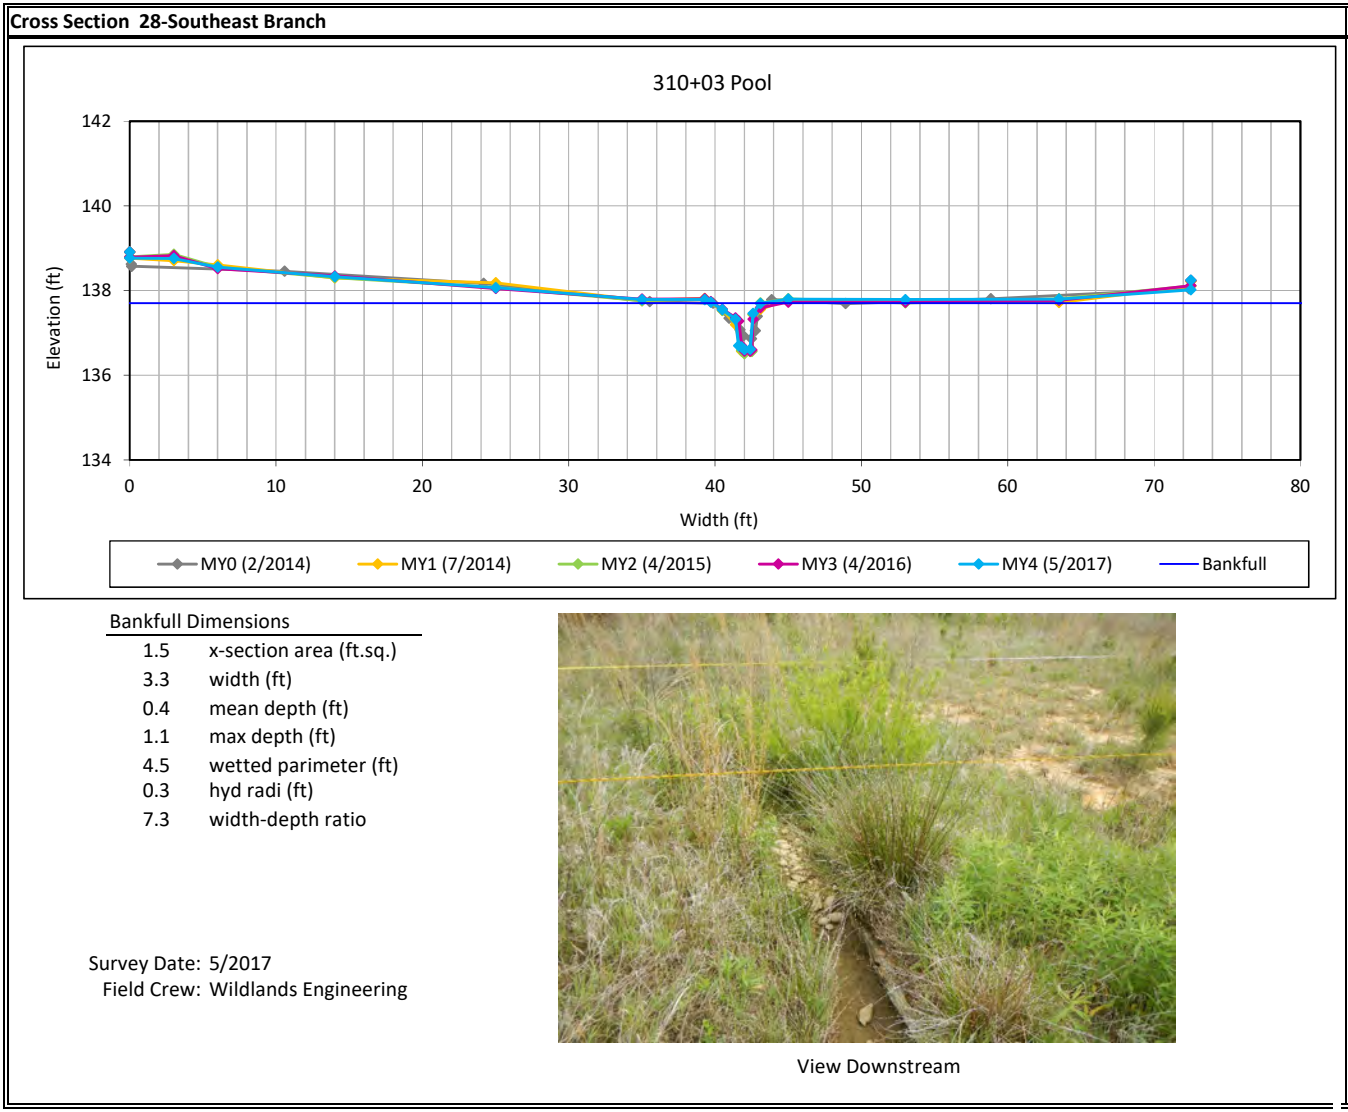 Cross Section 28-Southeast Branch
310+03 Pool
142
140
138
136
134
Elevation (ft)
0 10 20 30 40 50 60 70 80
Width (ft)
MY0 (2/2014) MY1 (7/2014) MY2 (4/2015) MY3 (4/2016) MY4 (5/2017) Bankfull
Bankfull Dimensions
1.5 x-section area (ft.sq.)
3.3 width (ft)
0.4 mean depth (ft)
1.1 max depth (ft)
4.5 wetted parimeter (ft)
0.3 hyd radi (ft)
7.3 width-depth ratio
Survey Date: 5/2017
Field Crew: Wildlands Engineering
View Downstream